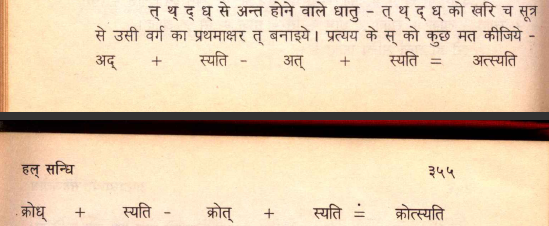 त् थ् द् ध् से अन्त होने वाले धातु - त् थ् द् ध् को खरि च सूत्र
से उसी वर्ग का प्रथमाक्षर त् बनाइये। प्रत्यय के स् को कुछ मत कीजिये -
अद् + स्यति - अत् + स्यति = अत्स्यति
हल् सन्धि ३५५
क्रोध् + स्यति - क्रोत् + स्यति = क्रोत्स्यति